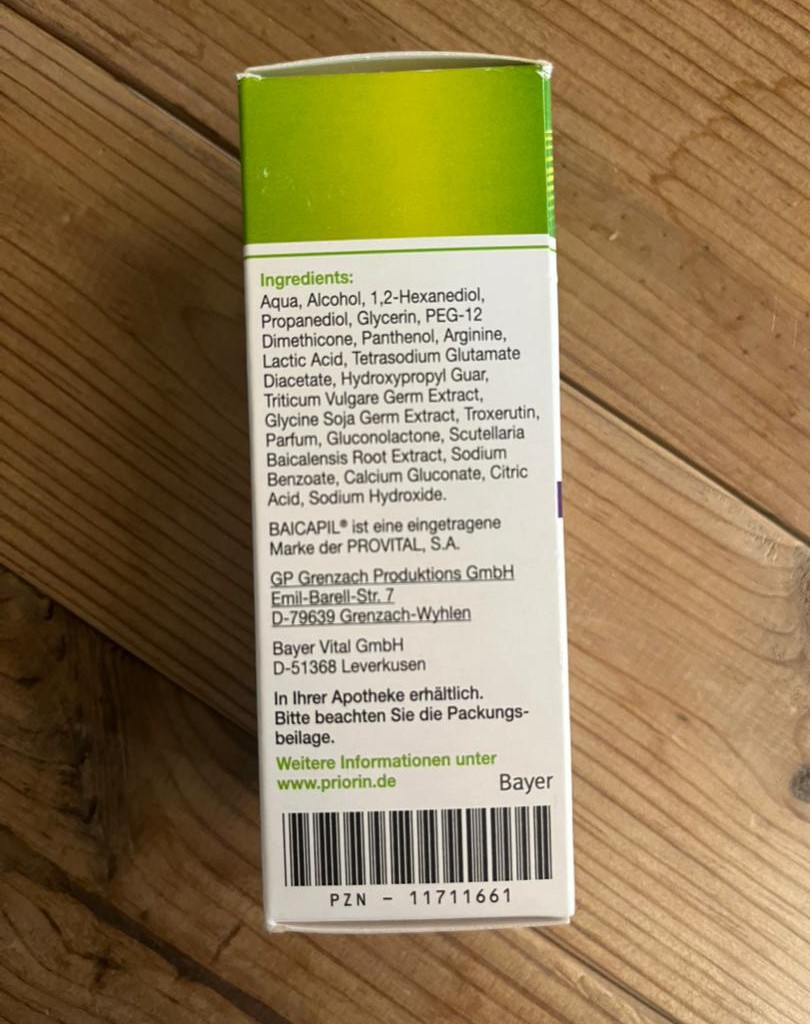 Ingredients:
Aqua, Alcohol, 1,2-Hexanediol,
Propanediol, Glycerin, PEG-12
Dimethicone, Panthenol, Arginine,
Lactic Acid, Tetrasodium Glutamate
Diacetate, Hydroxypropyl Guar,
Triticum Vulgare Germ Extract,
Glycine Soja Germ Extract, Troxerutin,
Parfum, Gluconolactone, Scutellaria
Baicalensis Root Extract, Sodium
Benzoate, Calcium Gluconate, Citric
Acid, Sodium Hydroxide.
BAICAPIL® ist eine eingetragene
Marke der PROVITAL, S.A.
GP Grenzach Produktions GmbH
Emil-Barell-Str. 7
D-79639 Grenzach-Wyhlen
Bayer Vital GmbH
D-51368 Leverkusen
In Ihrer Apotheke erhältlich.
Bitte beachten Sie die Packungs-
beilage.
Weitere Informationen unter
www.priorin.de
Bayer
PZN - 11711661